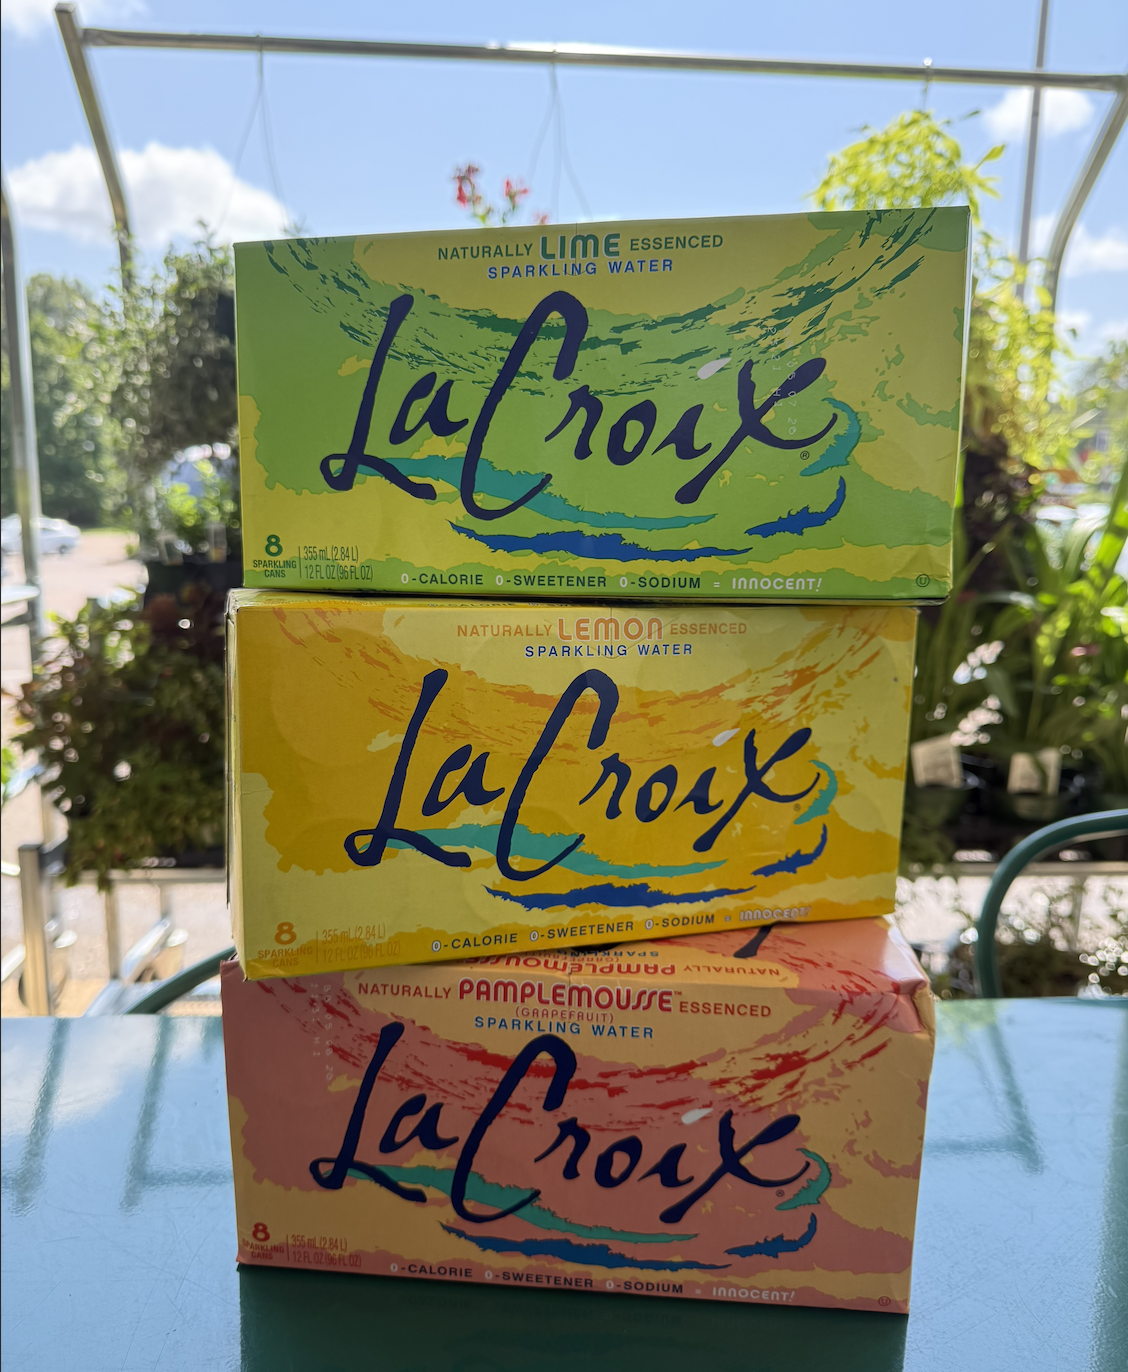 NATURALLY LIME ESSENCED
SPARKLING WATER
LaCroix®
8
SPARKLING
CANS
355 mL (2.84 L)
12 FL OZ (96 FL OZ)
0-CALORIE 0-SWEETENER 0-SODIUM = INNOCENT!
U
NATURALLY LEMON ESSENCED
SPARKLING WATER
LaCroix®
8
SPARKLING
CANS
355 mL (2.84 L)
12 FL OZ (96 FL OZ)
0-CALORIE 0-SWEETENER 0-SODIUM = INNOCENT!
NATURALLY PAMPLEMOUSSE
NATURALLY PAMPLEMOUSSE™ ESSENCED
(GRAPEFRUIT)
SPARKLING WATER
LaCroix®
8
SPARKLING
CANS
355 mL (2.84 L)
12 FL OZ (96 FL OZ)
0-CALORIE 0-SWEETENER 0-SODIUM = INNOCENT!
U